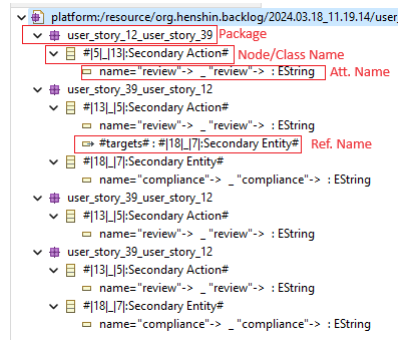 platform:/resource/org.henshin.backlog/2024.03.18_11.19.14/user_
user_story_12_user_story_39 Package
#|5|_|13|:Secondary Action# Node/Class Name
name="review"-> _ "review"-> : EString Att. Name
user_story_39_user_story_12
#|13|_|5|:Secondary Action#
name="review"-> _ "review"-> : EString
#targets# : #|18|_|7|:Secondary Entity# Ref. Name
#|18|_|7|:Secondary Entity#
name="compliance"-> _ "compliance"-> : EString
user_story_39_user_story_12
#|13|_|5|:Secondary Action#
name="review"-> _ "review"-> : EString
user_story_39_user_story_12
#|13|_|5|:Secondary Action#
name="review"-> _ "review"-> : EString
#|18|_|7|:Secondary Entity#
name="compliance"-> _ "compliance"-> : EString